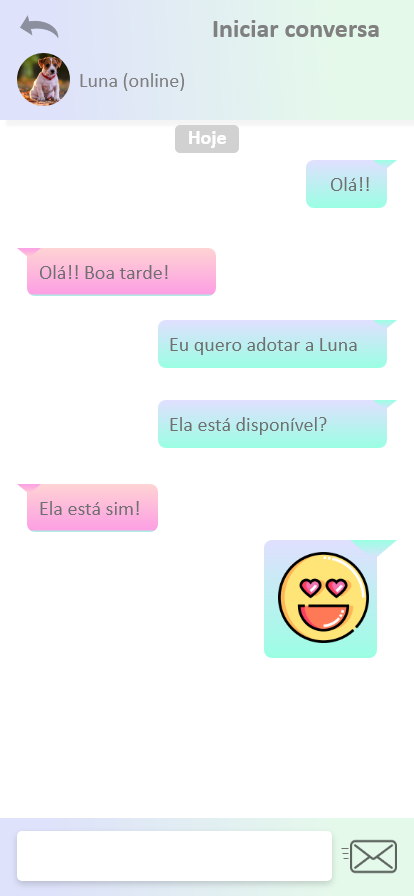 Iniciar conversa
Luna (online)
Hoje
Olá!!
Olá!! Boa tarde!
Eu quero adotar a Luna
Ela está disponível?
Ela está sim!